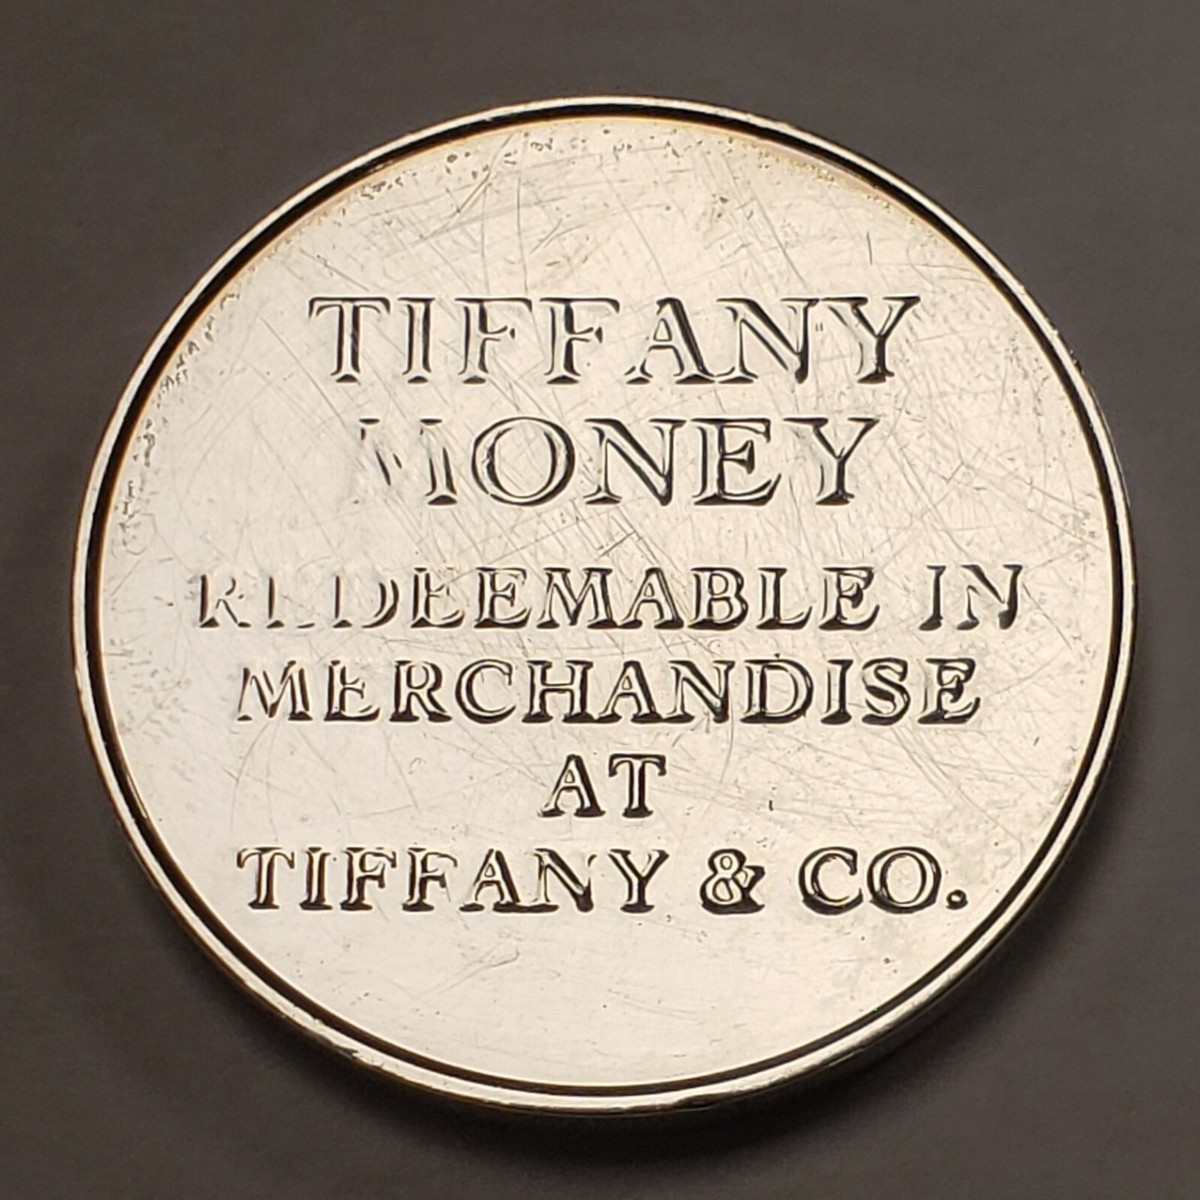 TIFFANY
MONEY
REDEEMABLE IN
MERCHANDISE
AT
TIFFANY & CO.